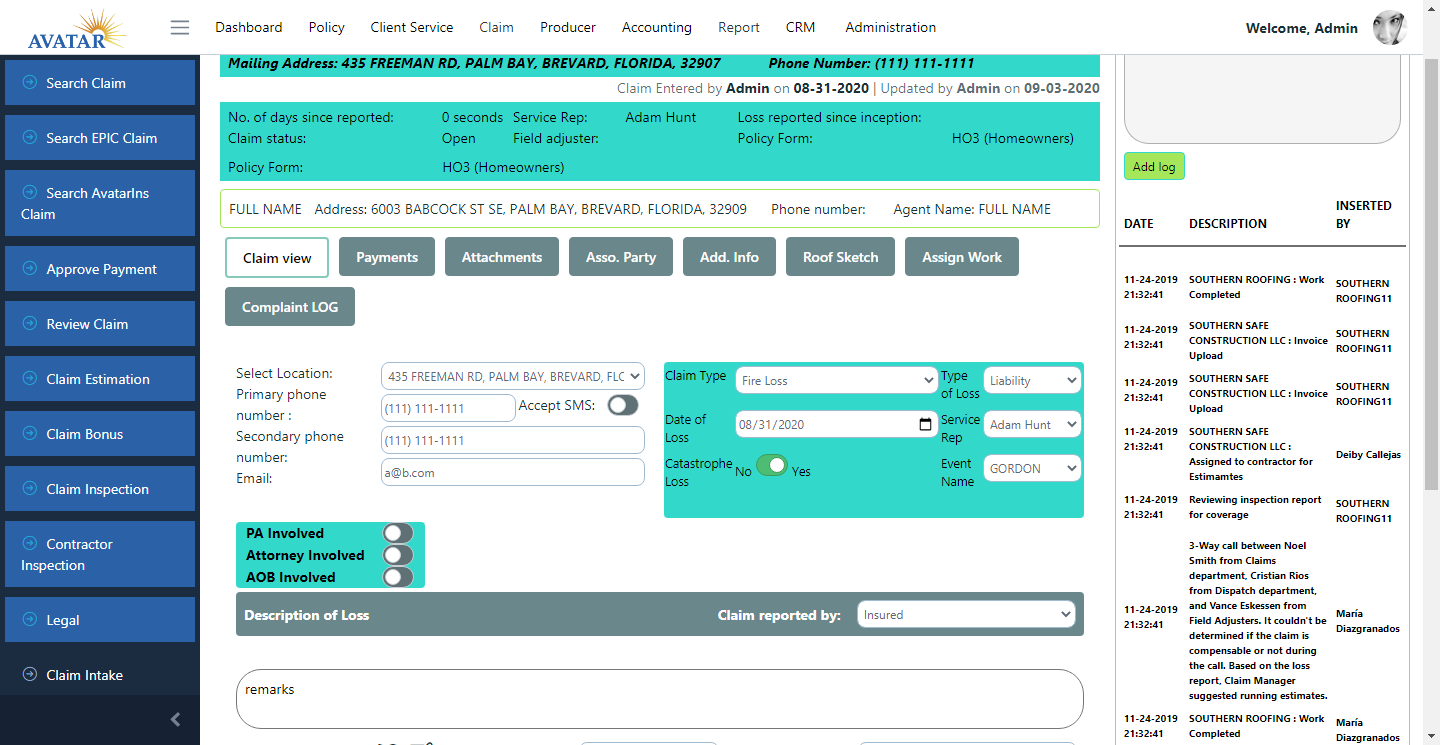 AVATAR
Dashboard Policy Client Service Claim Producer Accounting Report CRM Administration
Welcome, Admin
Search Claim
Search EPIC Claim
Search AvatarIns
Claim
Approve Payment
Review Claim
Claim Estimation
Claim Bonus
Claim Inspection
Contractor
Inspection
Legal
Claim Intake
Mailing Address: 435 FREEMAN RD, PALM BAY, BREVARD, FLORIDA, 32907 Phone Number: (111) 111-1111
Claim Entered by Admin on 08-31-2020 | Updated by Admin on 09-03-2020
No. of days since reported: 0 seconds Service Rep: Adam Hunt Loss reported since inception:
Claim status: Open Field adjuster: Policy Form: HO3 (Homeowners)
Policy Form: HO3 (Homeowners)
FULL NAME Address: 6003 BABCOCK ST SE, PALM BAY, BREVARD, FLORIDA, 32909 Phone number: Agent Name: FULL NAME
Claim view Payments Attachments Asso. Party Add. Info Roof Sketch Assign Work
Complaint LOG
Select Location: 435 FREEMAN RD, PALM BAY, BREVARD, FLC
Primary phone
number : (111) 111-1111 Accept SMS:
Secondary phone
number: (111) 111-1111
Email: a@b.com
Claim Type Fire Loss Type
of Loss Liability
Date of
Loss 08/31/2020 Service
Rep Adam Hunt
Catastrophe
Loss No Yes Event
Name GORDON
PA Involved
Attorney Involved
AOB Involved
Description of Loss Claim reported by: Insured
remarks
Add log
DATE DESCRIPTION INSERTED
BY
11-24-2019
21:32:41
SOUTHERN ROOFING : Work
Completed
SOUTHERN
ROOFING11
11-24-2019
21:32:41
SOUTHERN SAFE
CONSTRUCTION LLC : Invoice
Upload
SOUTHERN
ROOFING11
11-24-2019
21:32:41
SOUTHERN SAFE
CONSTRUCTION LLC : Invoice
Upload
SOUTHERN
ROOFING11
11-24-2019
21:32:41
SOUTHERN SAFE
CONSTRUCTION LLC :
Assigned to contractor for
Estimamtes
Deiby Callejas
11-24-2019
21:32:41
Reviewing inspection report
for coverage
SOUTHERN
ROOFING11
11-24-2019
21:32:41
3-Way call between Noel
Smith from Claims
department, Cristian Rios
from Dispatch department,
and Vance Eskessen from
Field Adjusters. It couldn't be
determined if the claim is
compensable or not during
the call. Based on the loss
report, Claim Manager
suggested running estimates.
María
Diazgranados
11-24-2019
21:32:41
SOUTHERN ROOFING : Work
Completed
María
Diazgranados